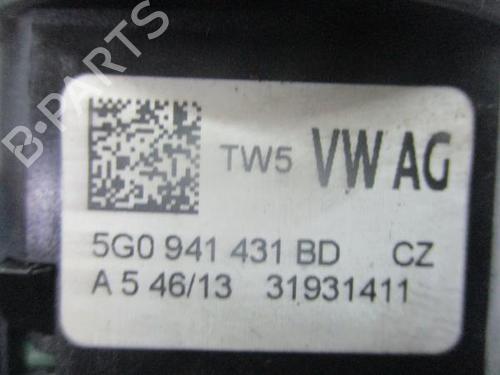 B-PARTS
TW5 VW AG
5G0 941 431 BD CZ
A 5 46/13 31931411